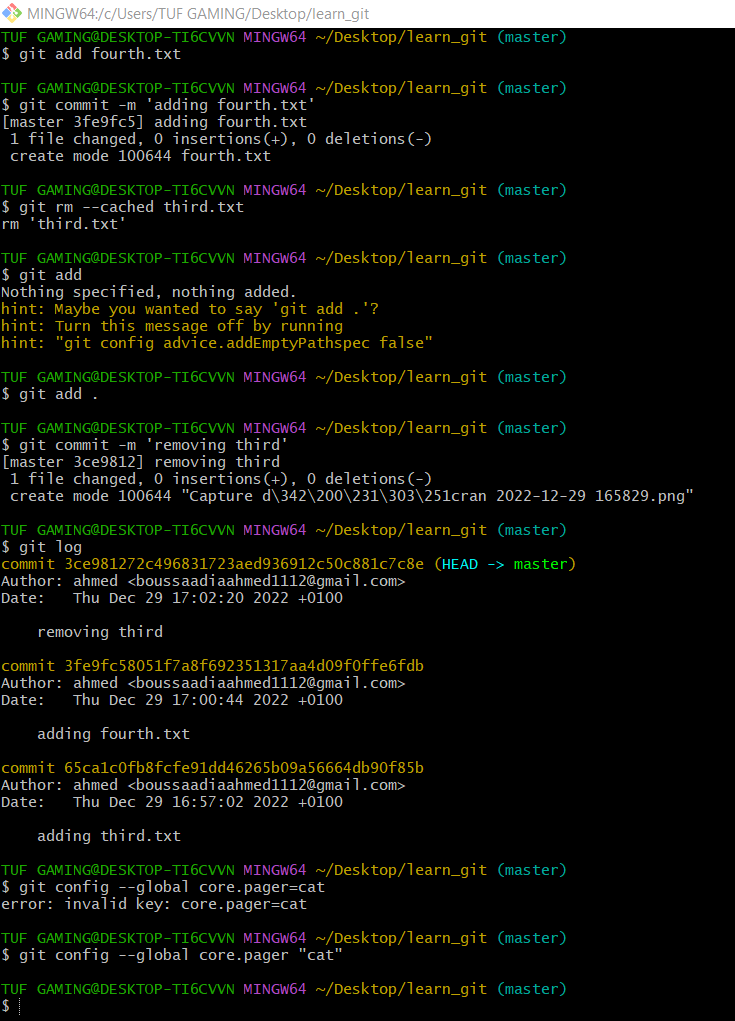 MINGW64:/c/Users/TUF GAMING/Desktop/learn_git
TUF GAMING@DESKTOP-TI6CVVN MINGW64 ~/Desktop/learn_git (master)
$ git add fourth.txt
TUF GAMING@DESKTOP-TI6CVVN MINGW64 ~/Desktop/learn_git (master)
$ git commit -m 'adding fourth.txt'
[master 3fe9fc5] adding fourth.txt
 1 file changed, 0 insertions(+), 0 deletions(-)
 create mode 100644 fourth.txt
TUF GAMING@DESKTOP-TI6CVVN MINGW64 ~/Desktop/learn_git (master)
$ git rm --cached third.txt
rm 'third.txt'
TUF GAMING@DESKTOP-TI6CVVN MINGW64 ~/Desktop/learn_git (master)
$ git add
Nothing specified, nothing added.
hint: Maybe you wanted to say 'git add .'?
hint: Turn this message off by running
hint: "git config advice.addEmptyPathspec false"
TUF GAMING@DESKTOP-TI6CVVN MINGW64 ~/Desktop/learn_git (master)
$ git add .
TUF GAMING@DESKTOP-TI6CVVN MINGW64 ~/Desktop/learn_git (master)
$ git commit -m 'removing third'
[master 3ce9812] removing third
 1 file changed, 0 insertions(+), 0 deletions(-)
 create mode 100644 "Capture d\342\200\231\303\251cran 2022-12-29 165829.png"
TUF GAMING@DESKTOP-TI6CVVN MINGW64 ~/Desktop/learn_git (master)
$ git log
commit 3ce981272c496831723aed936912c50c881c7c8e (HEAD -> master)
Author: ahmed <boussaadiaahmed1112@gmail.com>
Date:   Thu Dec 29 17:02:20 2022 +0100
    removing third
commit 3fe9fc58051f7a8f692351317aa4d09f0ffe6fdb
Author: ahmed <boussaadiaahmed1112@gmail.com>
Date:   Thu Dec 29 17:00:44 2022 +0100
    adding fourth.txt
commit 65ca1c0fb8fcfe91dd46265b09a56664db90f85b
Author: ahmed <boussaadiaahmed1112@gmail.com>
Date:   Thu Dec 29 16:57:02 2022 +0100
    adding third.txt
TUF GAMING@DESKTOP-TI6CVVN MINGW64 ~/Desktop/learn_git (master)
$ git config --global core.pager=cat
error: invalid key: core.pager=cat
TUF GAMING@DESKTOP-TI6CVVN MINGW64 ~/Desktop/learn_git (master)
$ git config --global core.pager "cat"
TUF GAMING@DESKTOP-TI6CVVN MINGW64 ~/Desktop/learn_git (master)
$